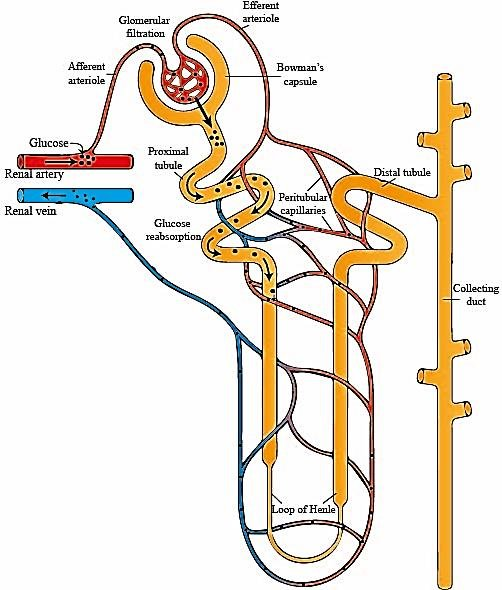 Efferent
arteriole
Glomerular
filtration
Afferent
arteriole
Bowman's
capsule
Glucose
Renal artery
Proximal
tubule
Distal tubule
Renal vein
Peritubular
capillaries
Glucose
reabsorption
Collecting
duct
Loop of Henle